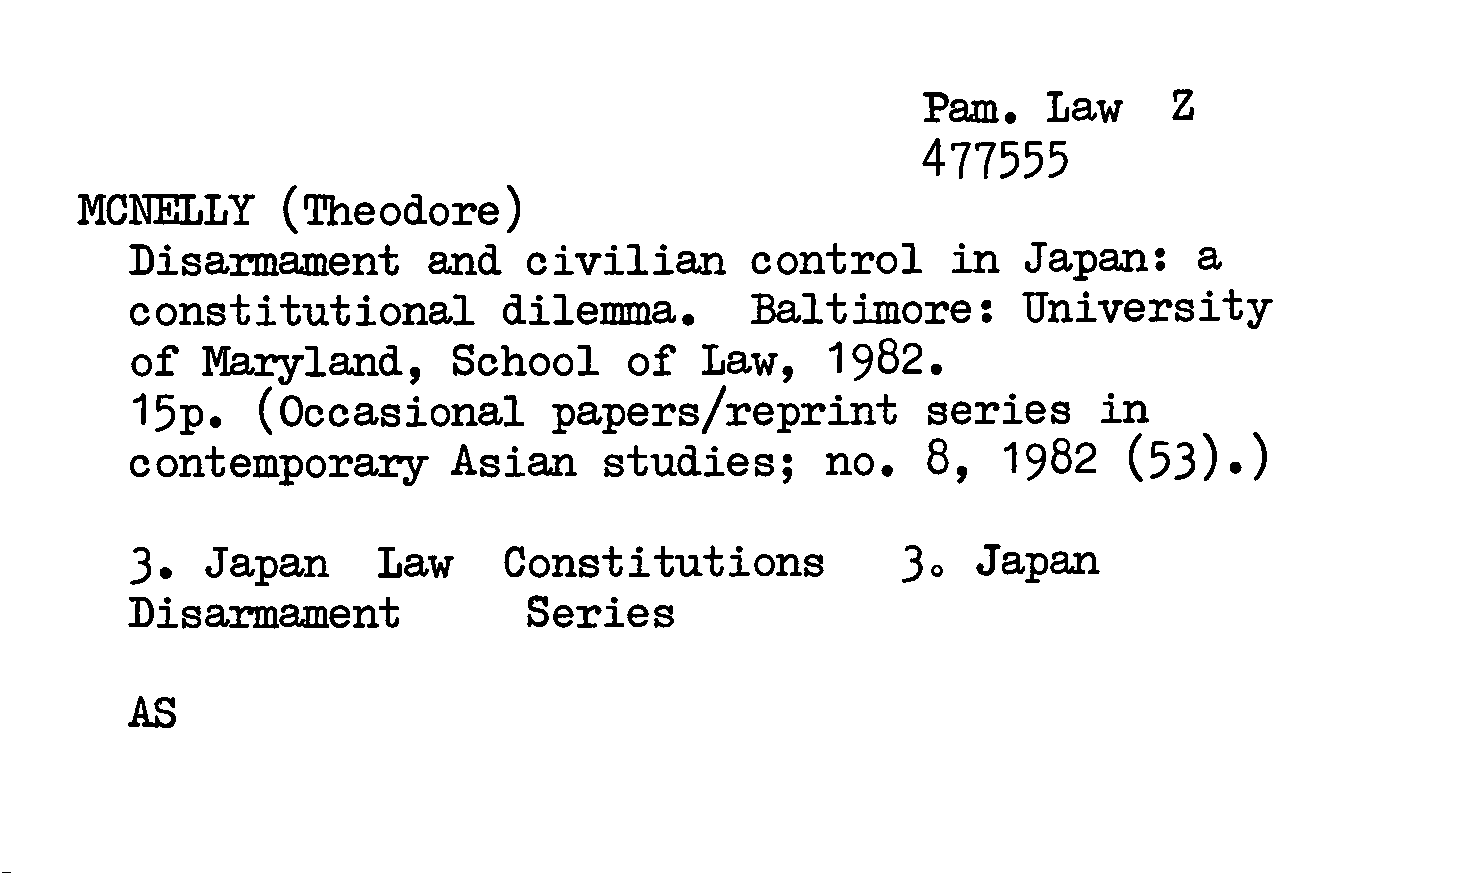 Pam. Law Z
477555
MCNELLY (Theodore)
Disarmament and civilian control in Japan: a
constitutional dilemma. Baltimore: University
of Maryland, School of Law, 1982.
15p. (Occasional papers/reprint series in
contemporary Asian studies; no. 8, 1982 (53).)
3. Japan Law Constitutions 3. Japan
Disarmament Series
AS